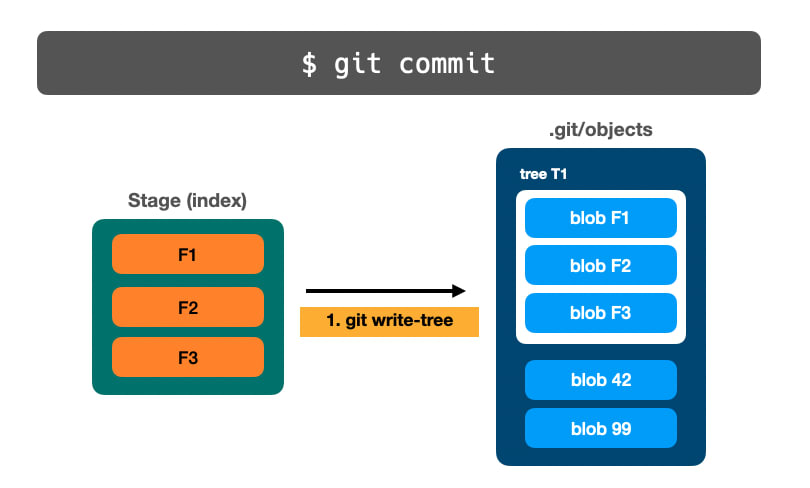 $ git commit
Stage (index)
F1
F2
F3
1. git write-tree
.git/objects
tree T1
blob F1
blob F2
blob F3
blob 42
blob 99